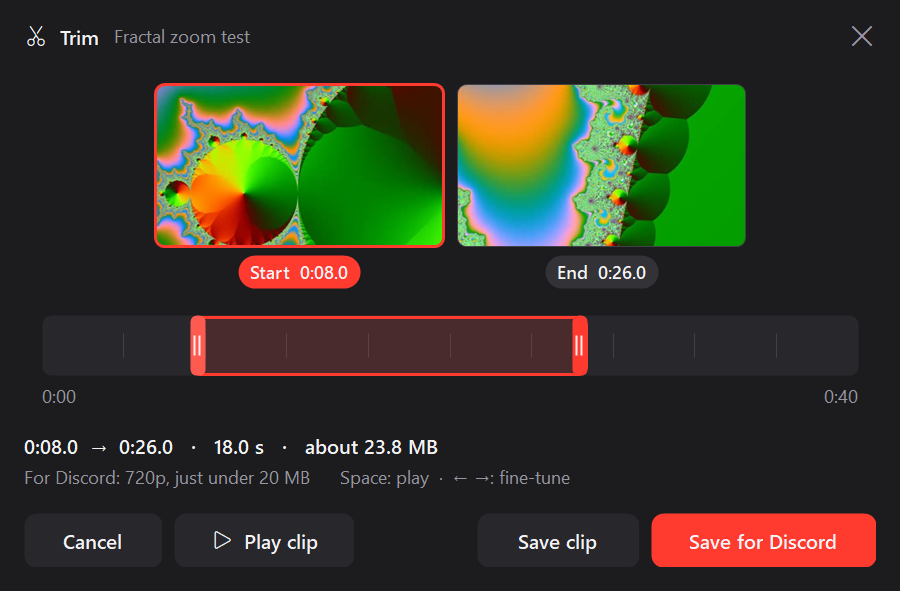 Trim Fractal zoom test
Start 0:08.0
End 0:26.0
0:00
0:40
0:08.0 → 0:26.0 · 18.0 s · about 23.8 MB
For Discord: 720p, just under 20 MB
Space: play · ← →: fine-tune
Cancel
Play clip
Save clip
Save for Discord